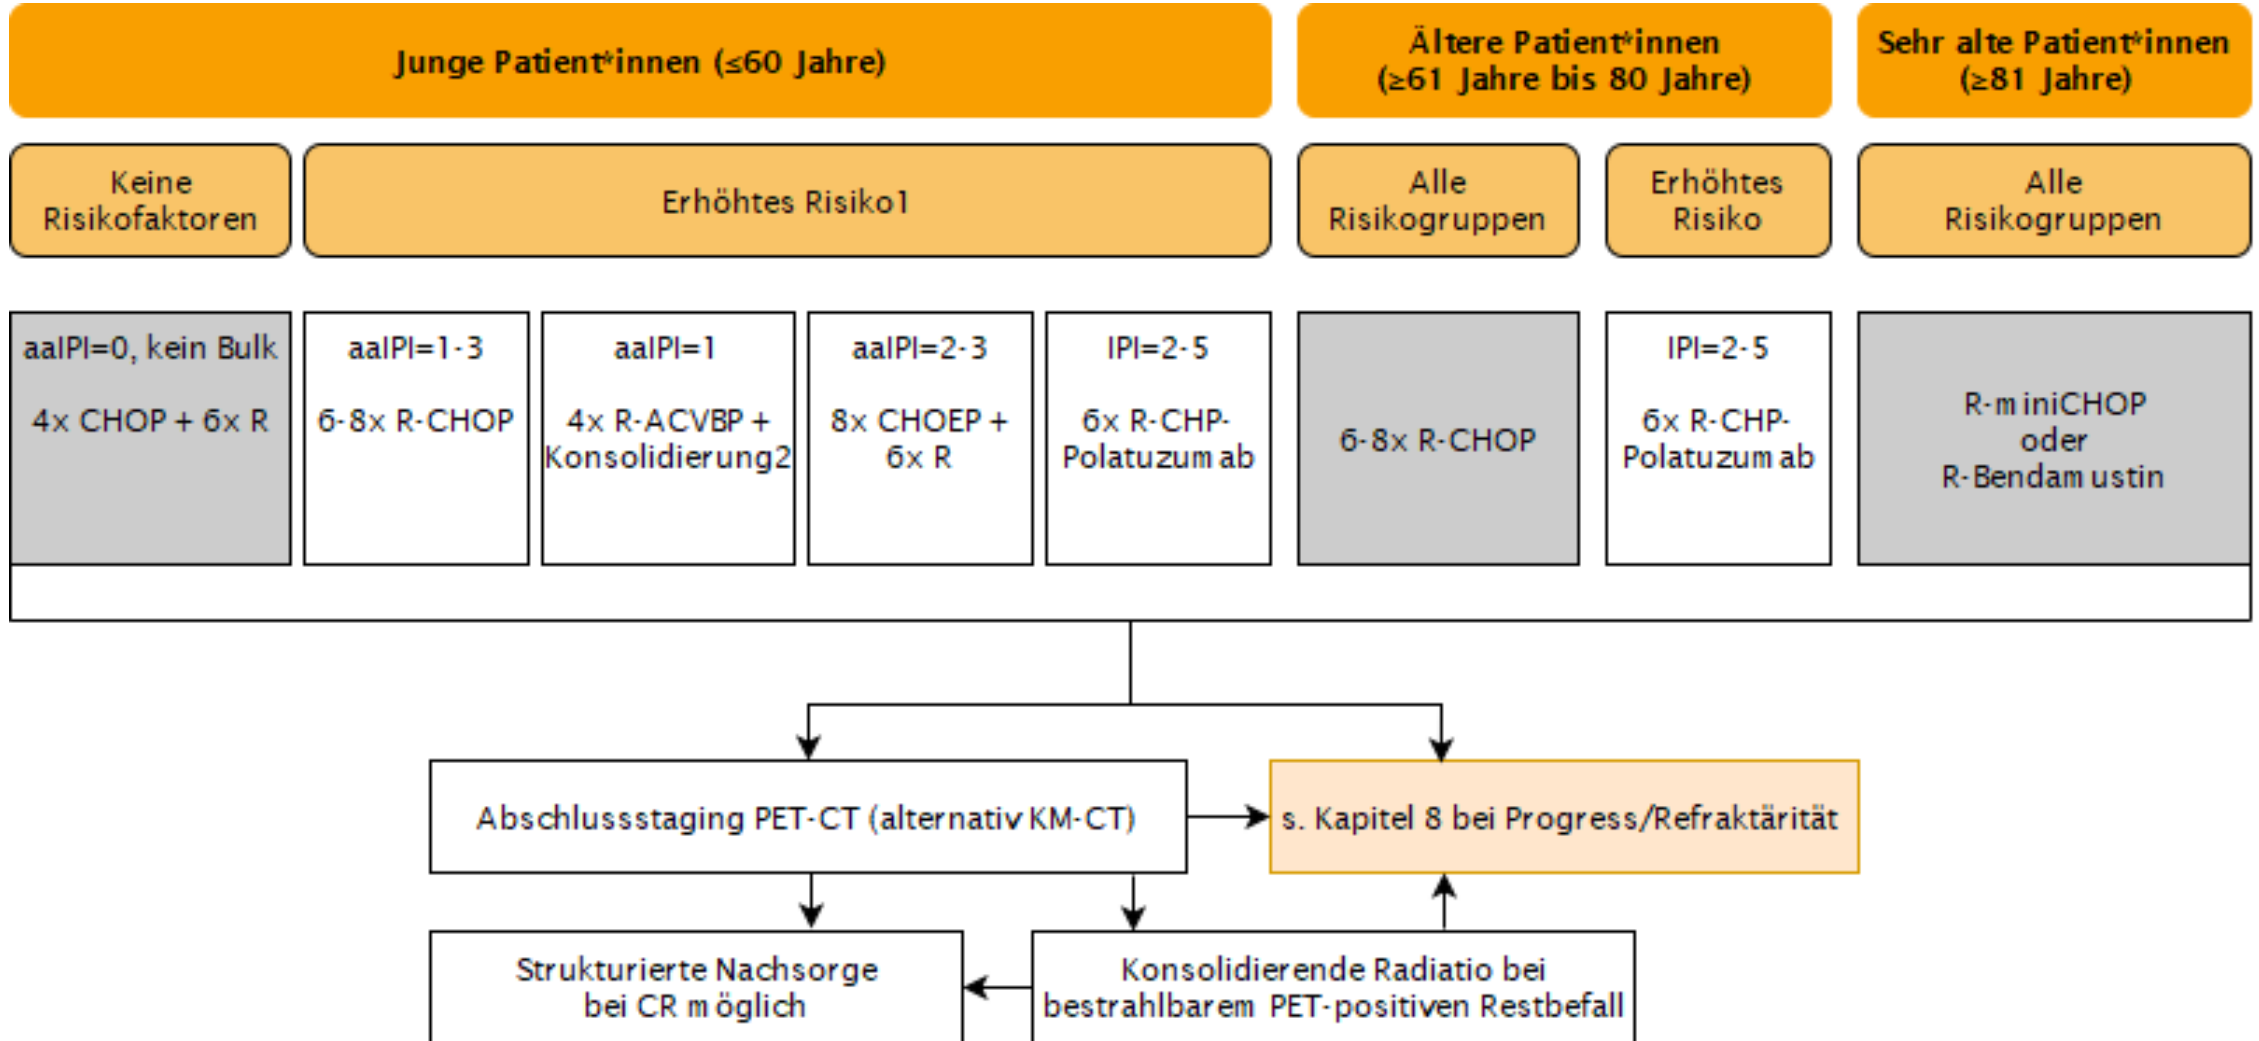 Junge Patient*innen (≤60 Jahre)
Ältere Patient*innen
(≥61 Jahre bis 80 Jahre)
Sehr alte Patient*innen
(≥81 Jahre)
Keine
Risikofaktoren
Erhöhtes Risiko1
Alle
Risikogruppen
Erhöhtes
Risiko
Alle
Risikogruppen
aaIPI=0, kein Bulk
4x CHOP + 6x R
aaIPI=1-3
6-8x R-CHOP
aaIPI=1
4x R-ACVBP +
Konsolidierung2
aaIPI=2-3
8x CHOEP +
6x R
IPI=2-5
6x R-CHP-
Polatuzumab
6-8x R-CHOP
IPI=2-5
6x R-CHP-
Polatuzumab
R-miniCHOP
oder
R-Bendamustin
Abschlussstaging PET-CT (alternativ KM-CT)
s. Kapitel 8 bei Progress/Refraktärität
Strukturierte Nachsorge
bei CR möglich
Konsolidierende Radiatio bei
bestrahlbarem PET-positiven Restbefall